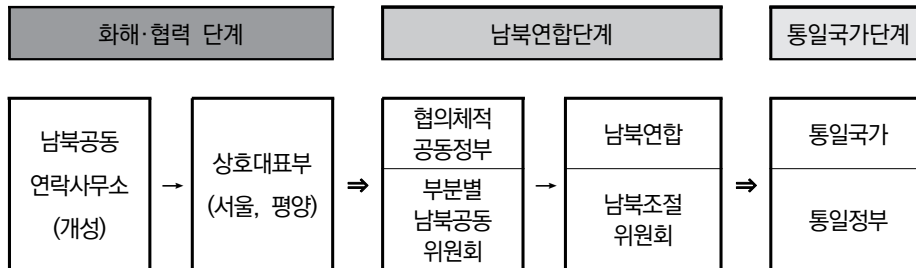 화해·협력 단계
남북연합단계
통일국가단계
남북공동
연락사무소
(개성)
→
상호대표부
(서울, 평양)
⇒
협의체적
공동정부
부분별
남북공동
위원회
→
남북연합
남북조절
위원회
⇒
통일국가
통일정부